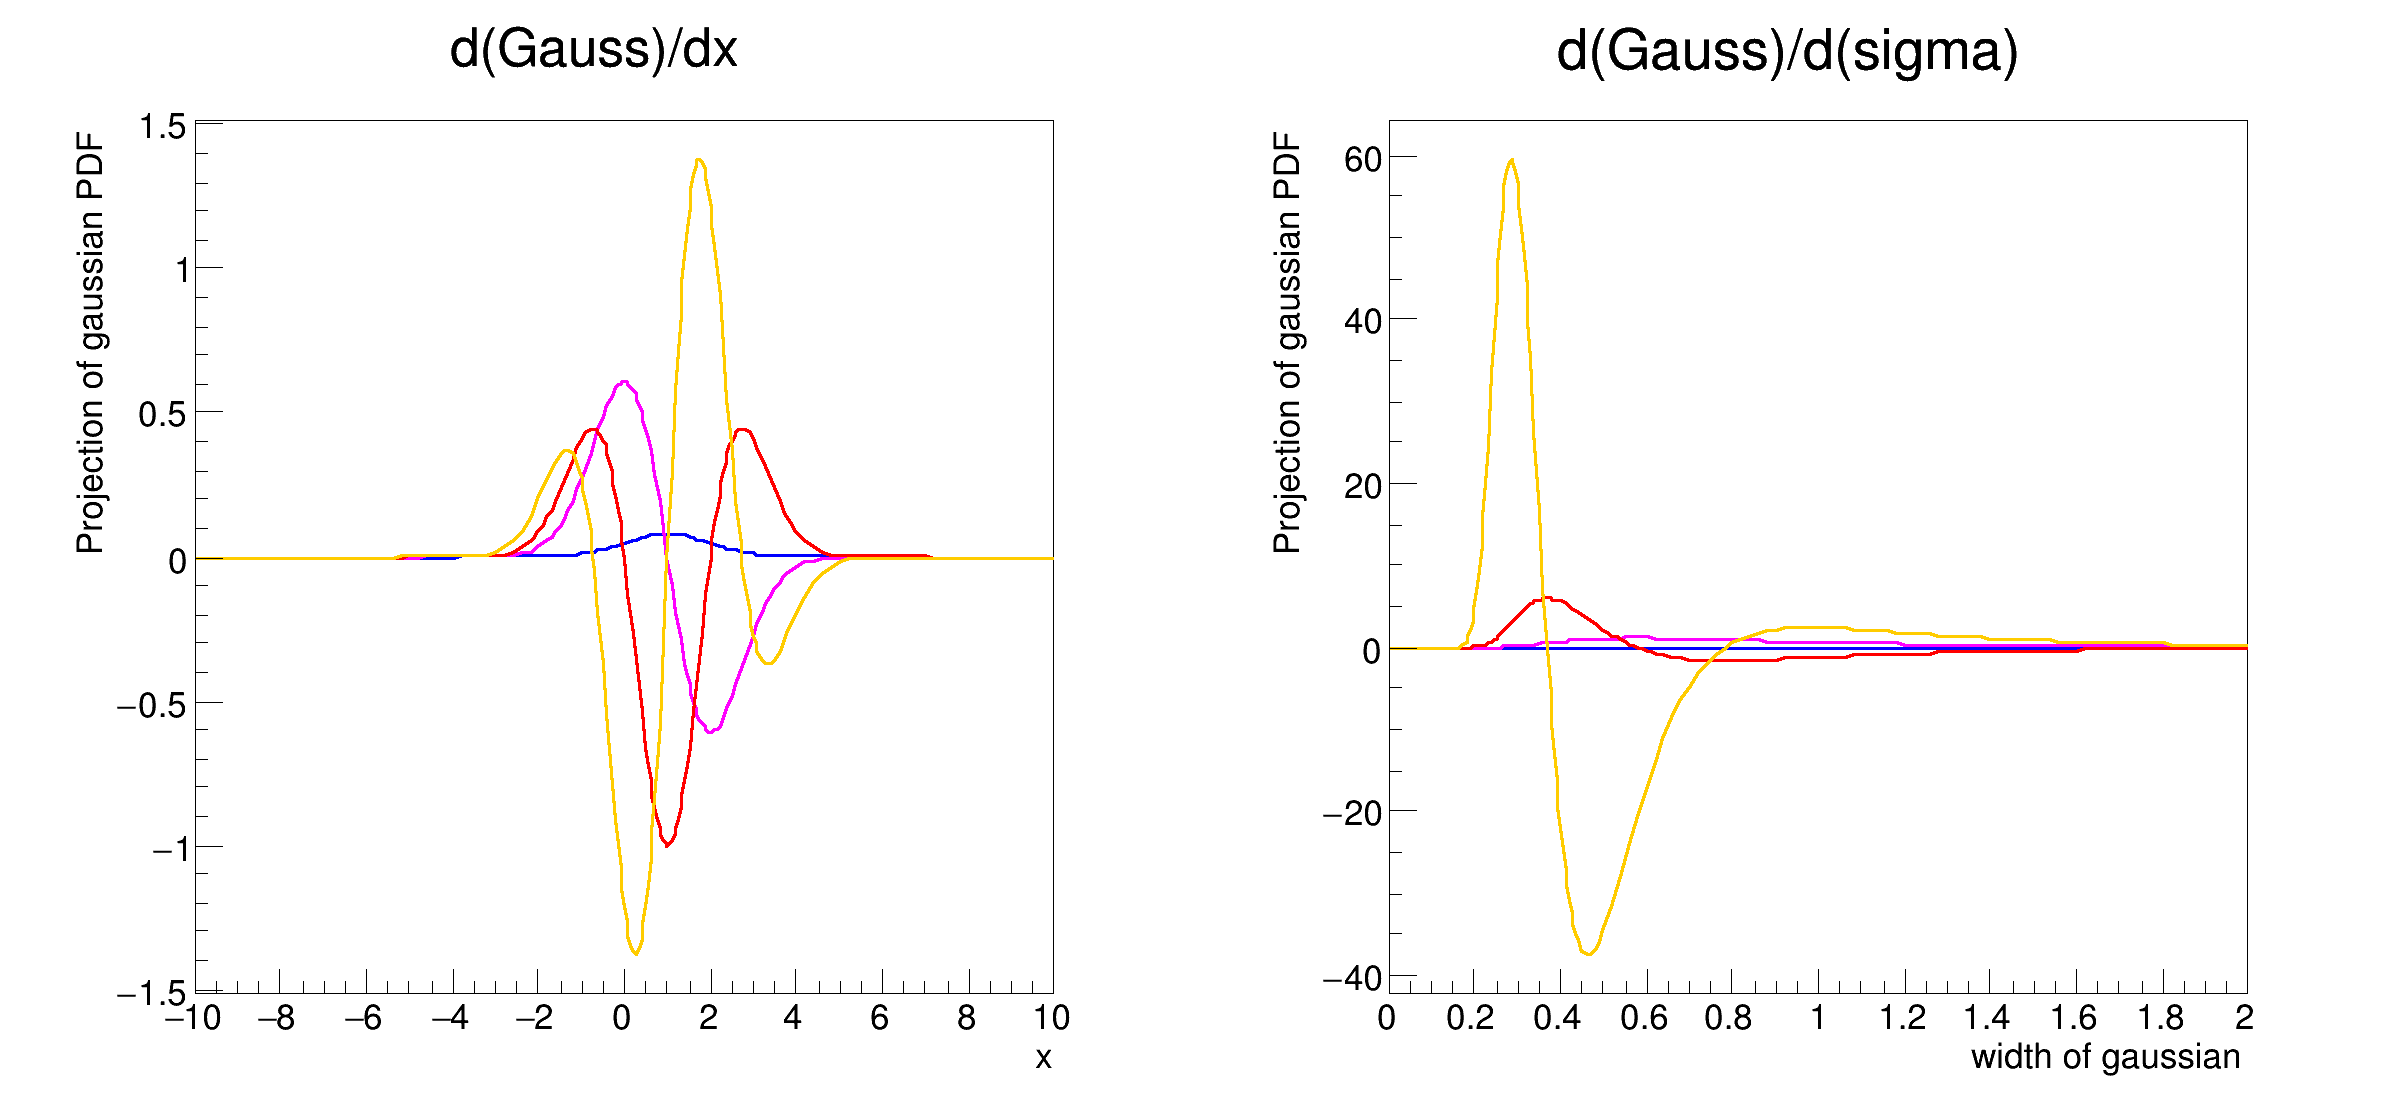 d(Gauss)/dx
Projection of gaussian PDF
1.5
1
0.5
0
−0.5
−1
−1.5
−10 −8 −6 −4 −2 0 2 4 6 8 10
x
d(Gauss)/d(sigma)
Projection of gaussian PDF
60
40
20
0
−20
−40
0 0.2 0.4 0.6 0.8 1 1.2 1.4 1.6 1.8 2
width of gaussian